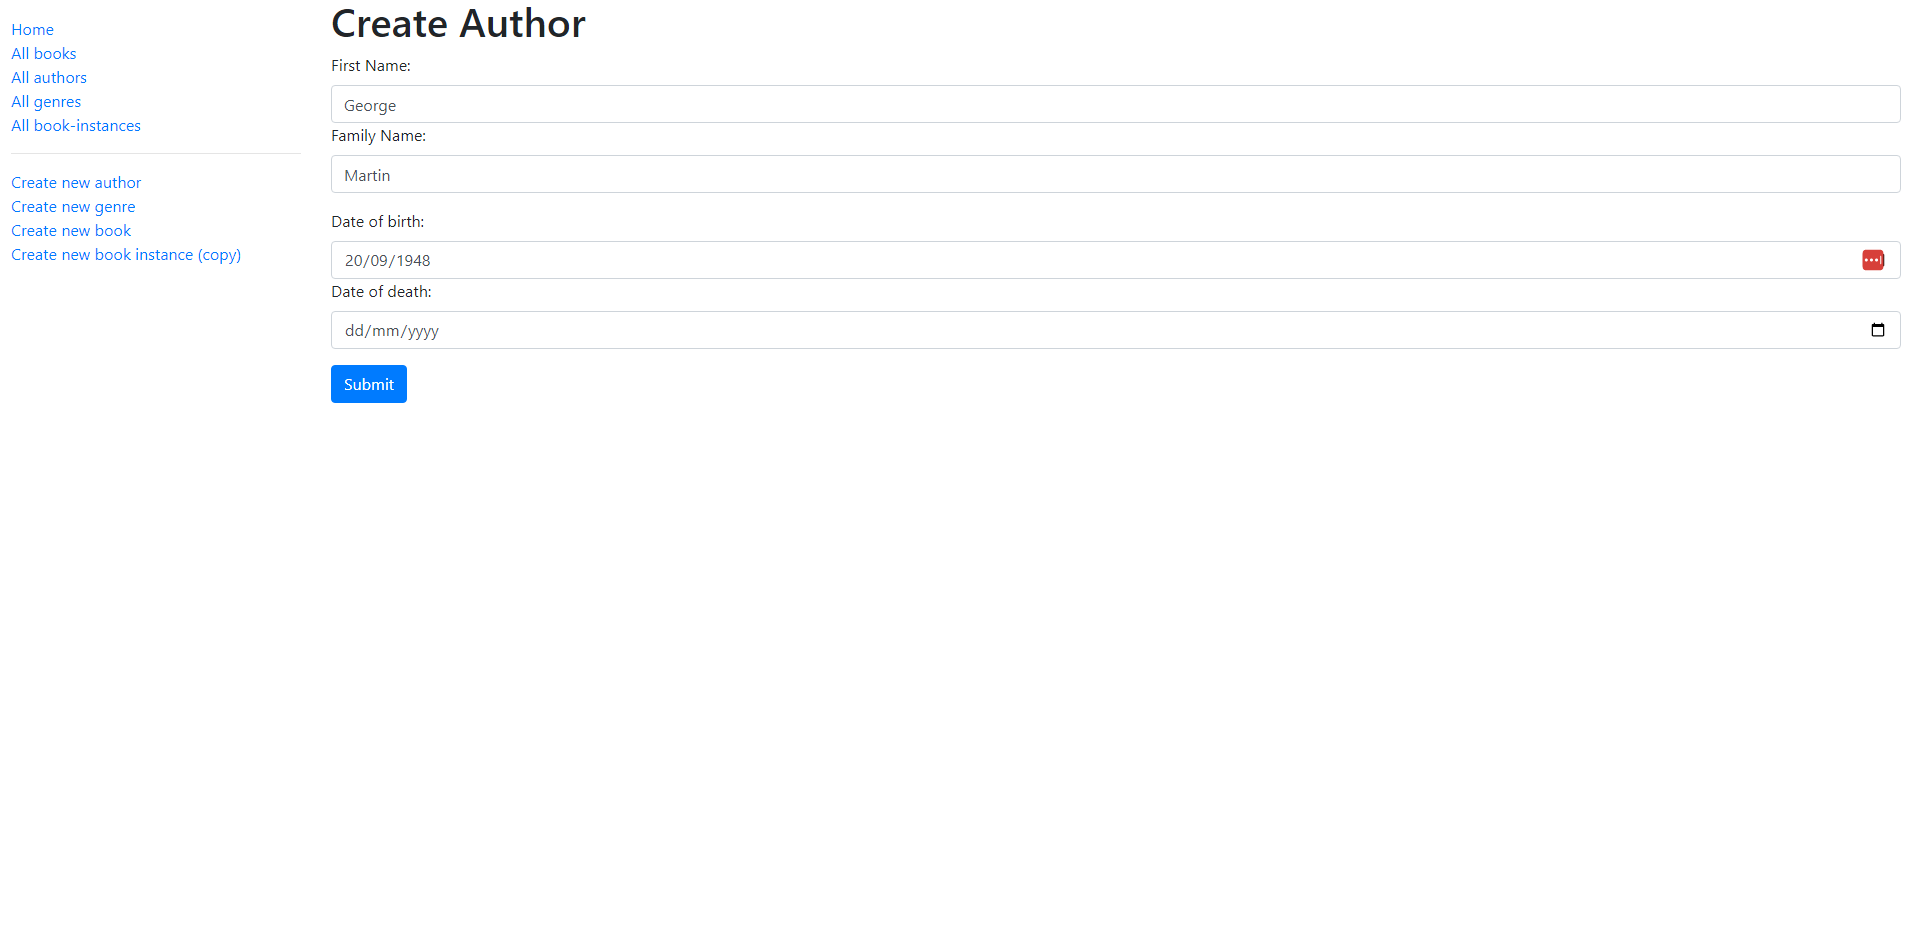 Home
All books
All authors
All genres
All book-instances
Create new author
Create new genre
Create new book
Create new book instance (copy)
Create Author
First Name:
George
Family Name:
Martin
Date of birth:
20/09/1948
Date of death:
dd/mm/yyyy
Submit